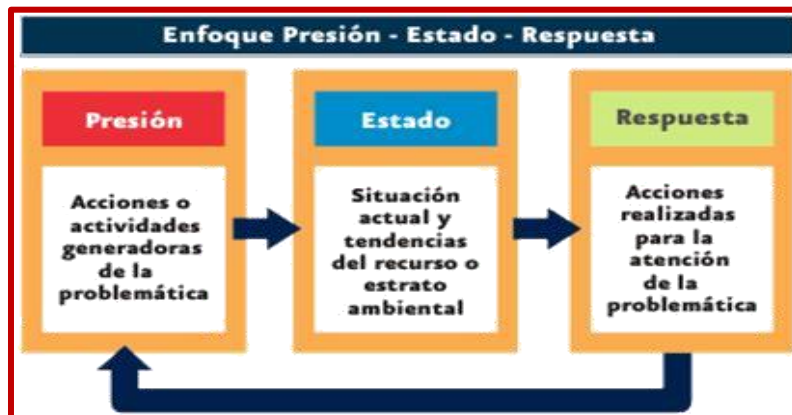 Enfoque Presión - Estado - Respuesta
Presión
Acciones o
actividades
generadoras
de la
problemática
Estado
Situación
actual y
tendencias
del recurso o
estrato
ambiental
Respuesta
Acciones
realizadas
para la
atención
de la
problemática